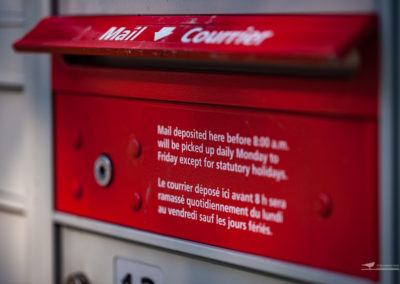 Mail Courrier
Mail deposited here before 8:00 a.m.
will be picked up daily Monday to
Friday except for statutory holidays.
Le courrier déposé ici avant 8 h sera
ramassé quotidiennement du lundi
au vendredi sauf les jours fériés.